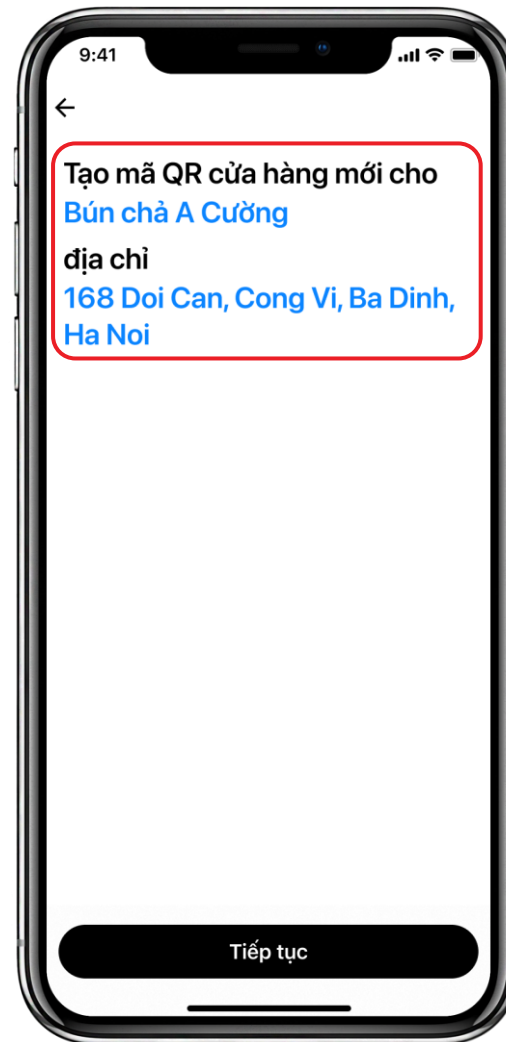 9:41
Tạo mã QR cửa hàng mới cho
Bún chả A Cường
địa chỉ
168 Doi Can, Cong Vi, Ba Dinh,
Ha Noi
Tiếp tục